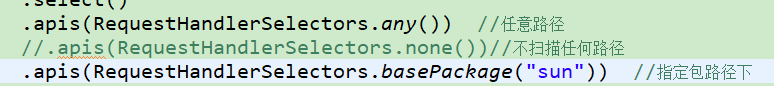 .select()
.apis(RequestHandlerSelectors.any())  //任意路径
//.apis(RequestHandlerSelectors.none())//不扫描任何路径
.apis(RequestHandlerSelectors.basePackage("sun"))  //指定包路径下